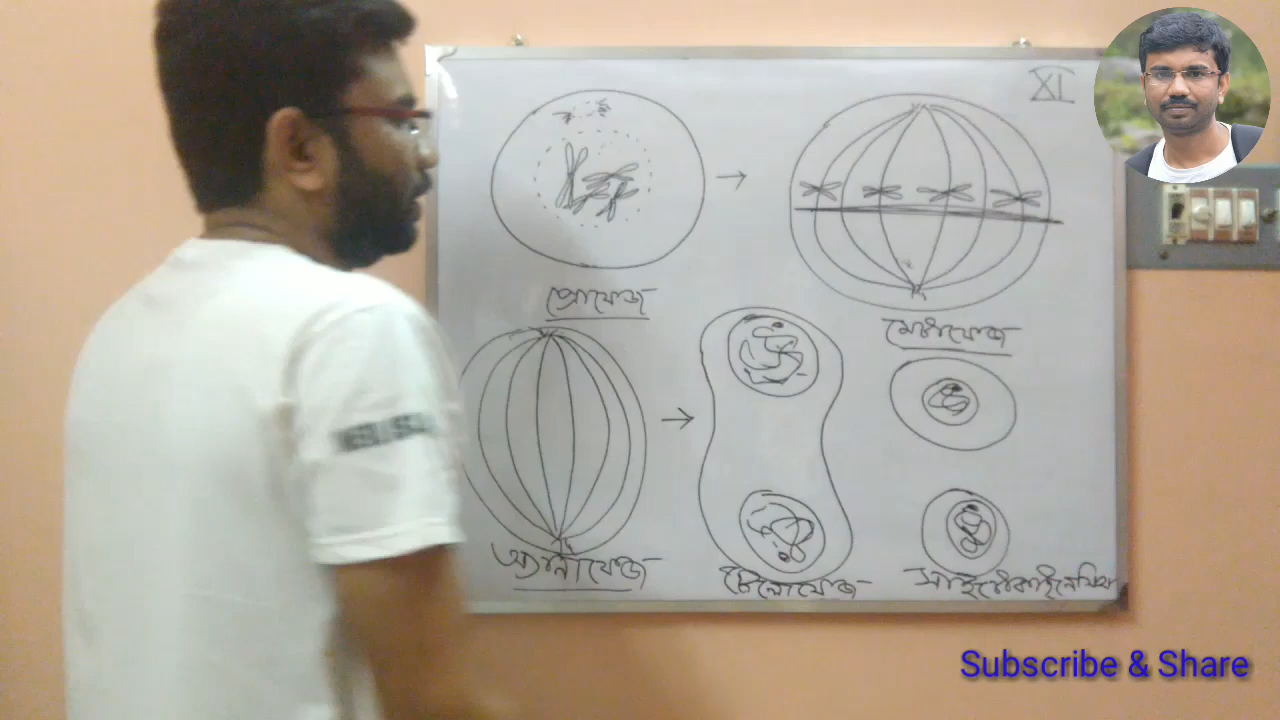 XI
প্রোফেজ
মেটাফেজ
অ্যানাফেজ
টেলোফেজ
সাইটোকাইনেসিস
Subscribe & Share